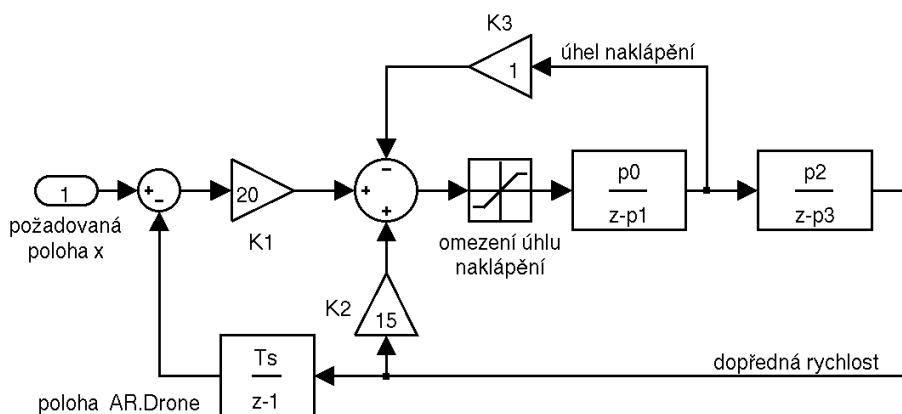 K3
1
úhel naklápění
−
1
+
−
20
+
+
p0
z-p1
p2
z-p3
požadovaná
poloha x
K1
omezení úhlu
naklápění
K2
15
Ts
z-1
dopředná rychlost
poloha AR.Drone